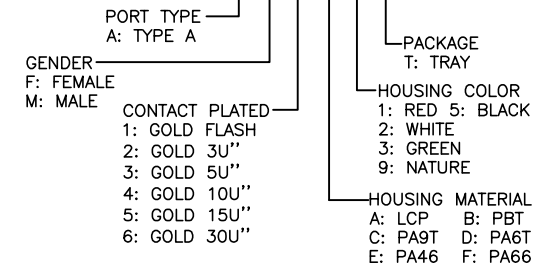 PORT TYPE
A: TYPE A
GENDER
F: FEMALE
M: MALE
CONTACT PLATED
1: GOLD FLASH
2: GOLD 3U''
3: GOLD 5U''
4: GOLD 10U''
5: GOLD 15U''
6: GOLD 30U''
PACKAGE
T: TRAY
HOUSING COLOR
1: RED 5: BLACK
2: WHITE
3: GREEN
9: NATURE
HOUSING MATERIAL
A: LCP B: PBT
C: PA9T D: PA6T
E: PA46 F: PA66